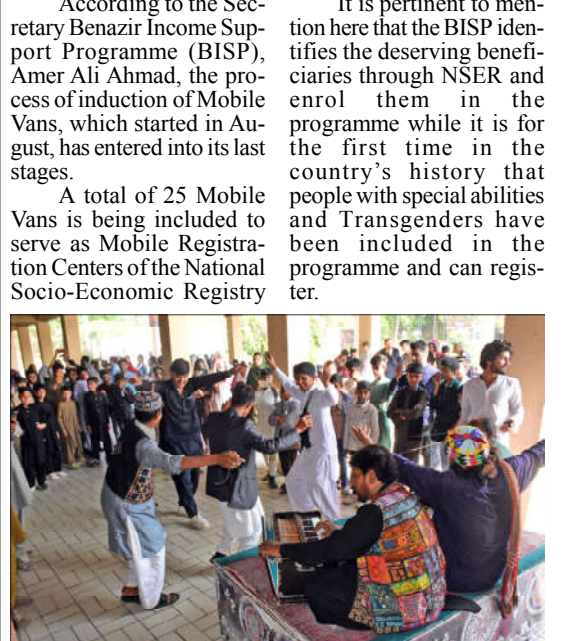 According to the Sec-
retary Benazir Income Sup-
port Programme (BISP),
Amer Ali Ahmad, the pro-
cess of induction of Mobile
Vans, which started in Au-
gust, has entered into its last
stages.
A total of 25 Mobile
Vans is being included to
serve as Mobile Registra-
tion Centers of the National
Socio-Economic Registry
It is pertinent to men-
tion here that the BISP iden-
tifies the deserving benefi-
ciaries through NSER and
enrol them in the
programme while it is for
the first time in the
country's history that
people with special abilities
and Transgenders have
been included in the
programme and can regis-
ter.